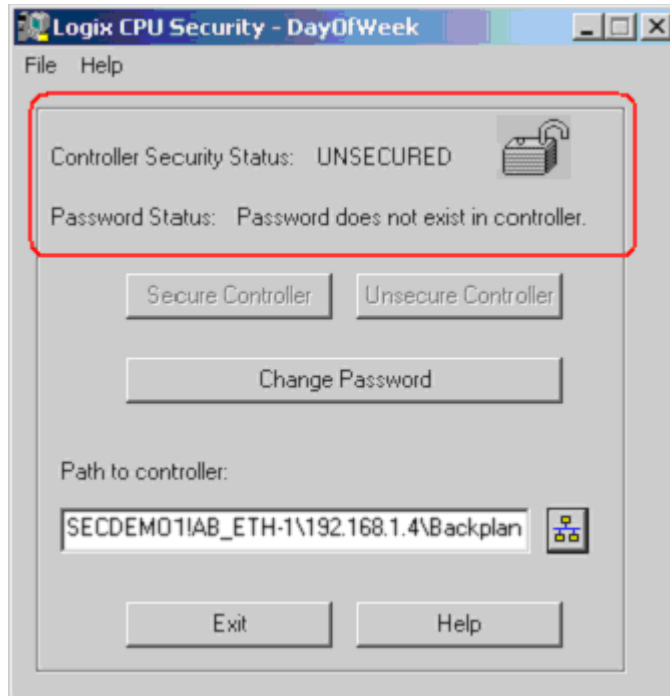 Logix CPU Security - DayOfWeek
File Help
Controller Security Status: UNSECURED
Password Status: Password does not exist in controller.
Secure Controller Unsecure Controller
Change Password
Path to controller:
SECDEMO1!AB_ETH-1\192.168.1.4\Backplan
Exit Help